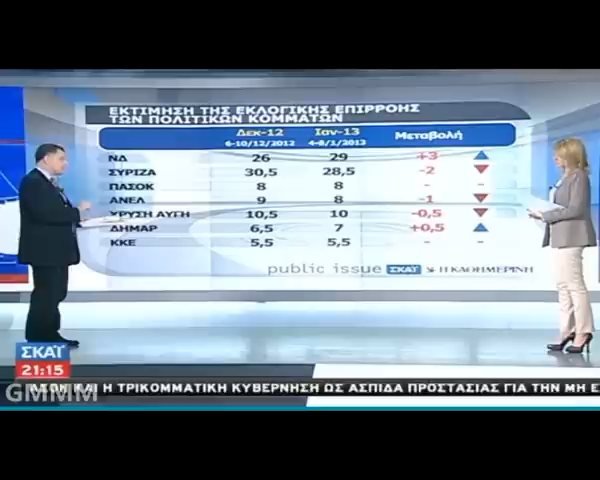 ΕΚΤΙΜΗΣΗ ΤΗΣ ΕΚΛΟΓΙΚΗΣ ΕΠΙΡΡΟΗΣ
ΤΩΝ ΠΟΛΙΤΙΚΩΝ ΚΟΜΜΑΤΩΝ
Δεκ-12 Ιαν-13 Μεταβολή
6-10/12/2012 4-8/1/2013
ΝΔ 26 29 +3
ΣΥΡΙΖΑ 30,5 28,5 -2
ΠΑΣΟΚ 8 8 -
ΑΝΕΛ 9 8 -1
ΧΡΥΣΗ ΑΥΓΗ 10,5 10 -0,5
ΔΗΜΑΡ 6,5 7 +0,5
ΚΚΕ 5,5 5,5 -
public issue ΣΚΑΪ Η ΚΑΘΗΜΕΡΙΝΗ
ΣΚΑΪ
21:15
ΚΑΙ Η ΤΡΙΚΟΜΜΑΤΙΚΗ ΚΥΒΕΡΝΗΣΗ ΩΣ ΑΣΠΙΔΑ ΠΡΟΣΤΑΣΙΑΣ ΓΙΑ ΤΗΝ ΜΗ
GMMM